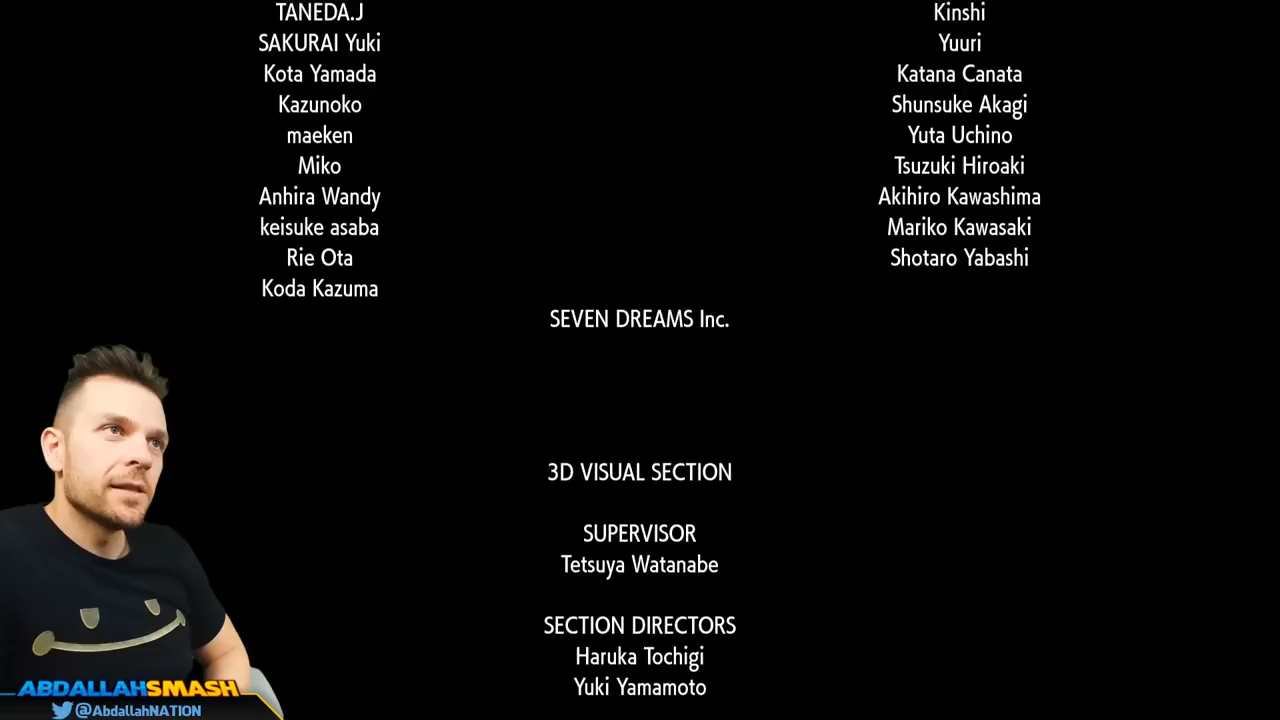 TANEDA.J
SAKURAI Yuki
Kota Yamada
Kazunoko
maeken
Miko
Anhira Wandy
keisuke asaba
Rie Ota
Koda Kazuma
Kinshi
Yuuri
Katana Canata
Shunsuke Akagi
Yuta Uchino
Tsuzuki Hiroaki
Akihiro Kawashima
Mariko Kawasaki
Shotaro Yabashi
SEVEN DREAMS Inc.
3D VISUAL SECTION
SUPERVISOR
Tetsuya Watanabe
SECTION DIRECTORS
Haruka Tochigi
Yuki Yamamoto
ABDALLAHSMASH
@AbdallahNATION